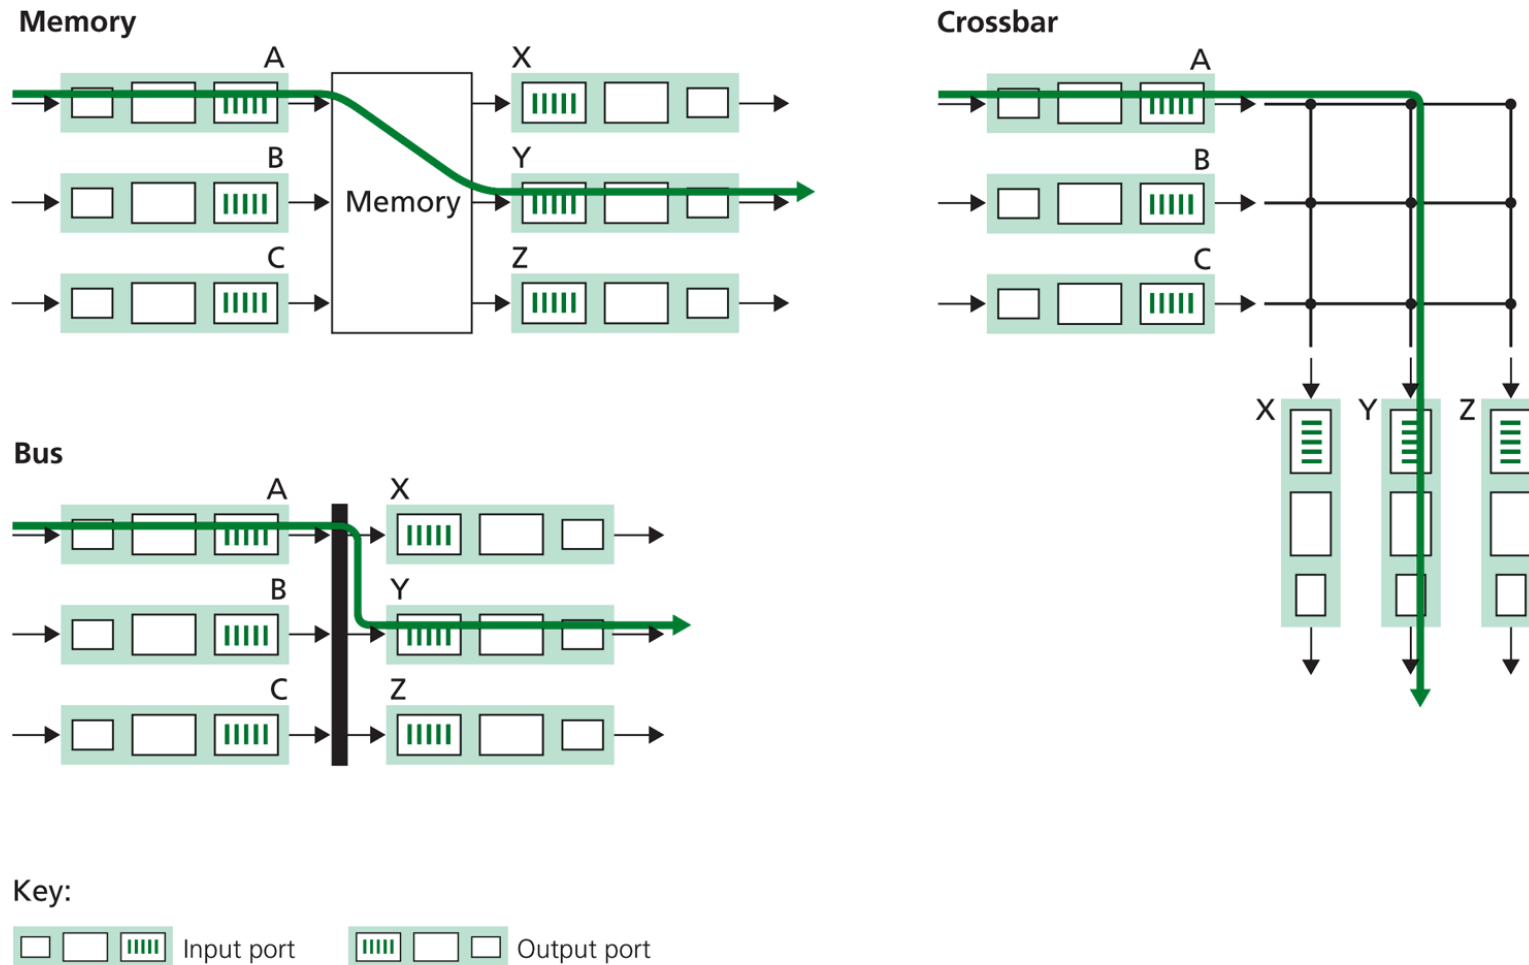 Memory
A
B
C
Memory
X
Y
Z
Crossbar
A
B
C
X
Y
Z
Bus
A
B
C
X
Y
Z
Key:
Input port
Output port